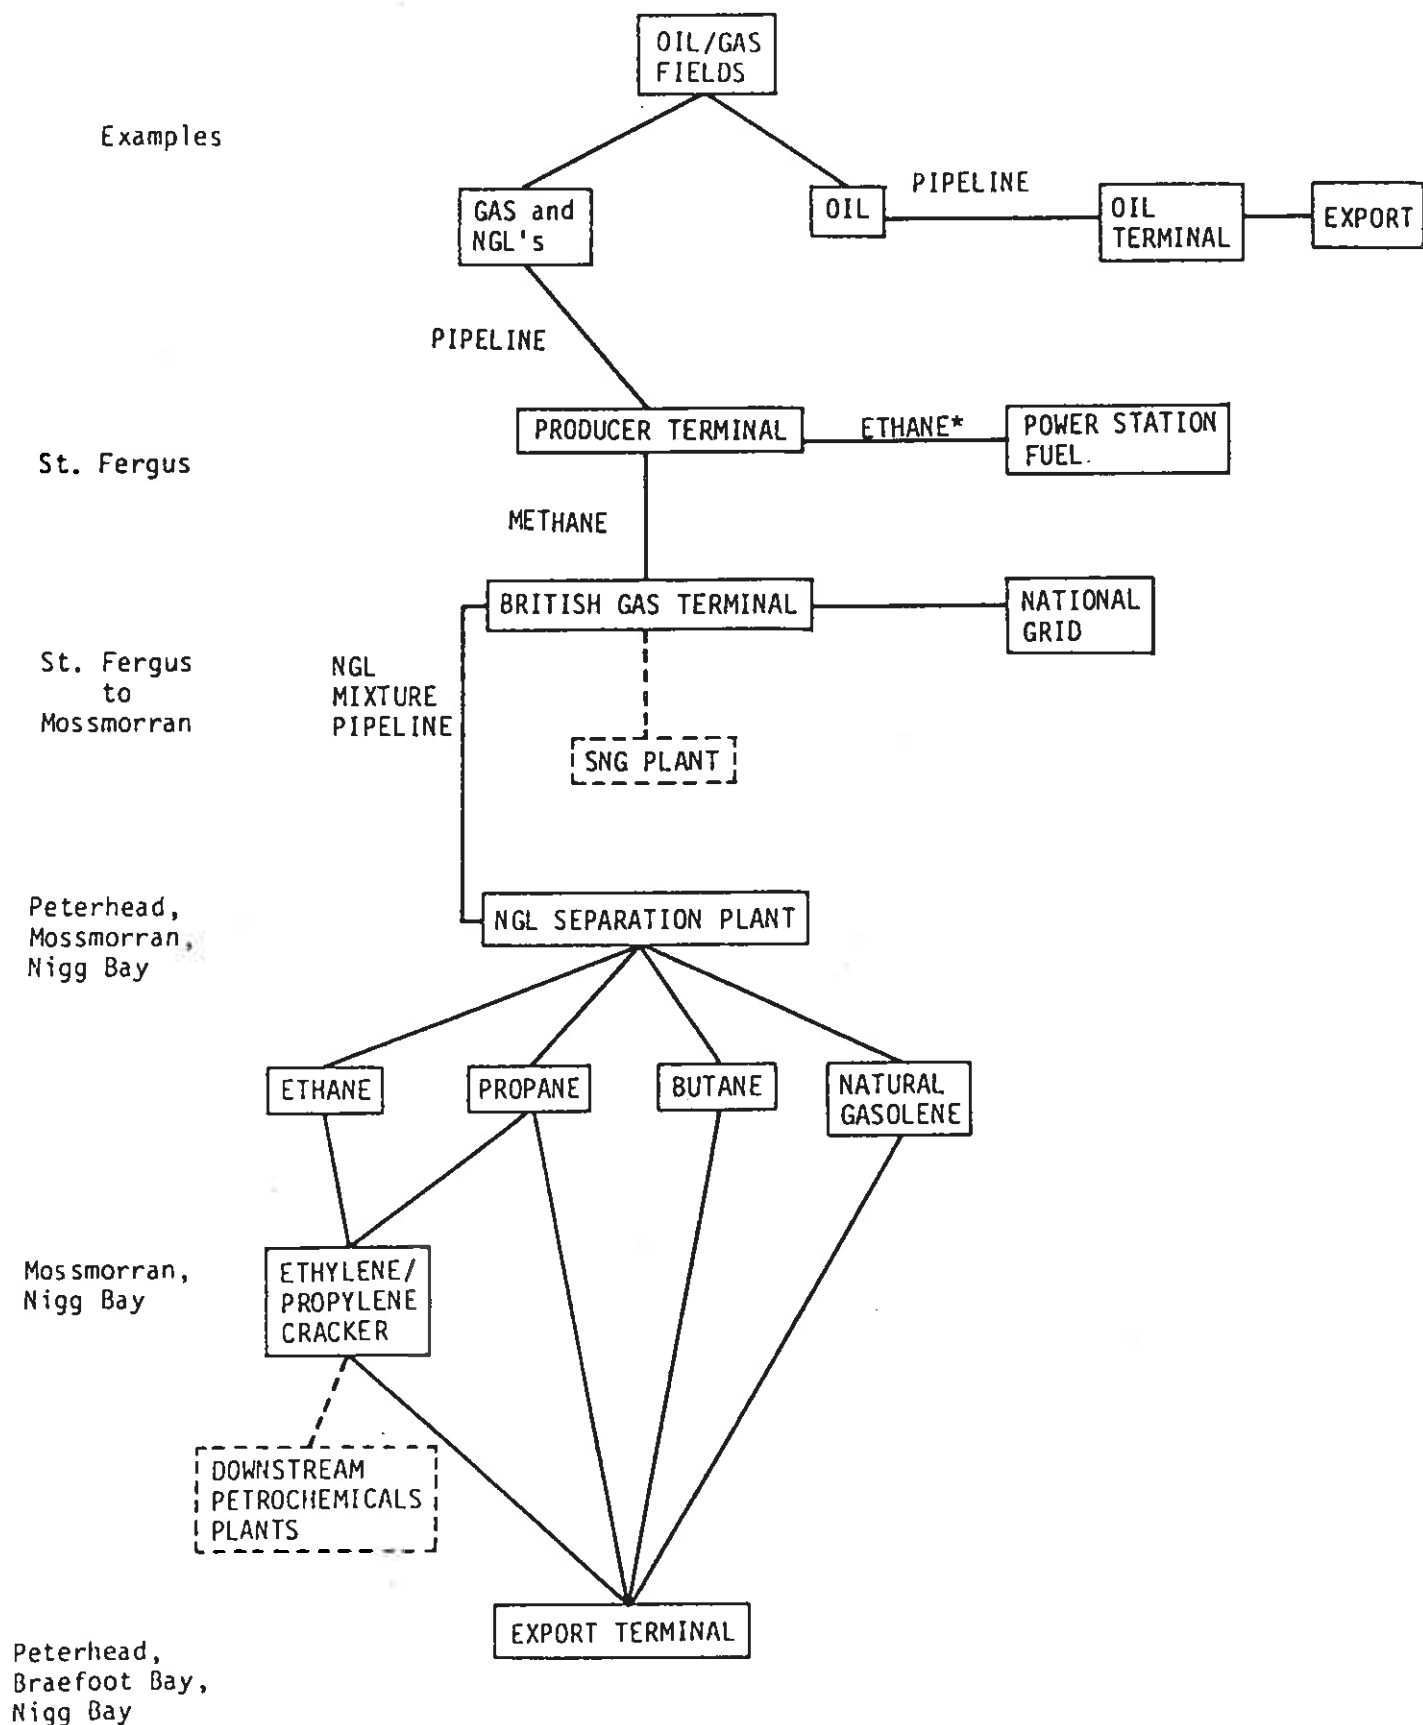 OIL/GAS
FIELDS
Examples
GAS and
NGL's
OIL
PIPELINE
OIL
TERMINAL
EXPORT
PIPELINE
PRODUCER TERMINAL
ETHANE*
POWER STATION
FUEL.
St. Fergus
METHANE
BRITISH GAS TERMINAL
NATIONAL
GRID
St. Fergus
to
Mossmorran
NGL
MIXTURE
PIPELINE
SNG PLANT
Peterhead,
Mossmorran,
Nigg Bay
NGL SEPARATION PLANT
ETHANE
PROPANE
BUTANE
NATURAL
GASOLENE
Mossmorran,
Nigg Bay
ETHYLENE/
PROPYLENE
CRACKER
DOWNSTREAM
PETROCHEMICALS
PLANTS
EXPORT TERMINAL
Peterhead,
Braefoot Bay,
Nigg Bay